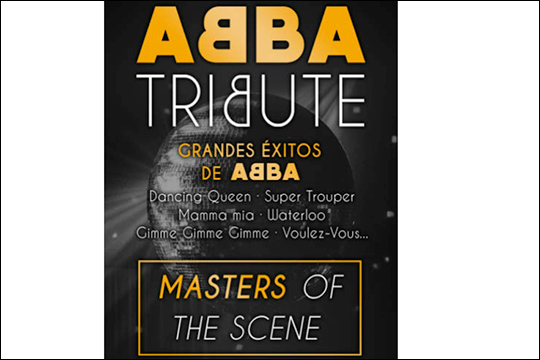 ABBA
TRIBUTE
GRANDES ÉXITOS
DE ABBA
Dancing Queen · Super Trouper
Mamma mia · Waterloo
Gimme Gimme Gimme · Voulez-Vous...
MASTERS OF
THE SCENE